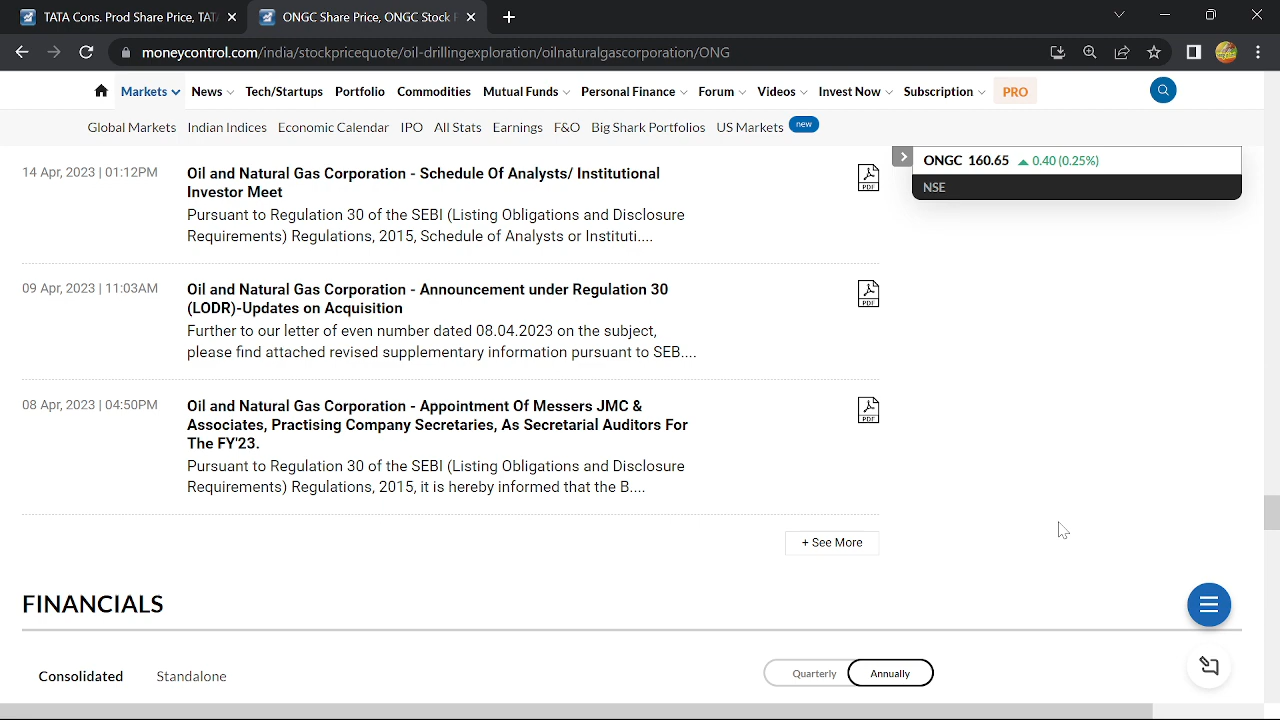 TATA Cons. Prod Share Price, TAT
ONGC Share Price, ONGC Stock P
moneycontrol.com/india/stockpricequote/oil-drillingexploration/oilnaturalgascorporation/ONG
Markets News Tech/Startups Portfolio Commodities Mutual Funds Personal Finance Forum Videos Invest Now Subscription PRO
Global Markets Indian Indices Economic Calendar IPO All Stats Earnings F&O Big Shark Portfolios US Markets new
ONGC 160.65 ▲ 0.40 (0.25%)
NSE
14 Apr, 2023 | 01:12PM
Oil and Natural Gas Corporation - Schedule Of Analysts/ Institutional
Investor Meet
Pursuant to Regulation 30 of the SEBI (Listing Obligations and Disclosure
Requirements) Regulations, 2015, Schedule of Analysts or Instituti....
PDF
09 Apr, 2023 | 11:03AM
Oil and Natural Gas Corporation - Announcement under Regulation 30
(LODR)-Updates on Acquisition
Further to our letter of even number dated 08.04.2023 on the subject,
please find attached revised supplementary information pursuant to SEB....
PDF
08 Apr, 2023 | 04:50PM
Oil and Natural Gas Corporation - Appointment Of Messers JMC &
Associates, Practising Company Secretaries, As Secretarial Auditors For
The FY'23.
Pursuant to Regulation 30 of the SEBI (Listing Obligations and Disclosure
Requirements) Regulations, 2015, it is hereby informed that the B....
PDF
+ See More
FINANCIALS
Consolidated Standalone
Quarterly Annually